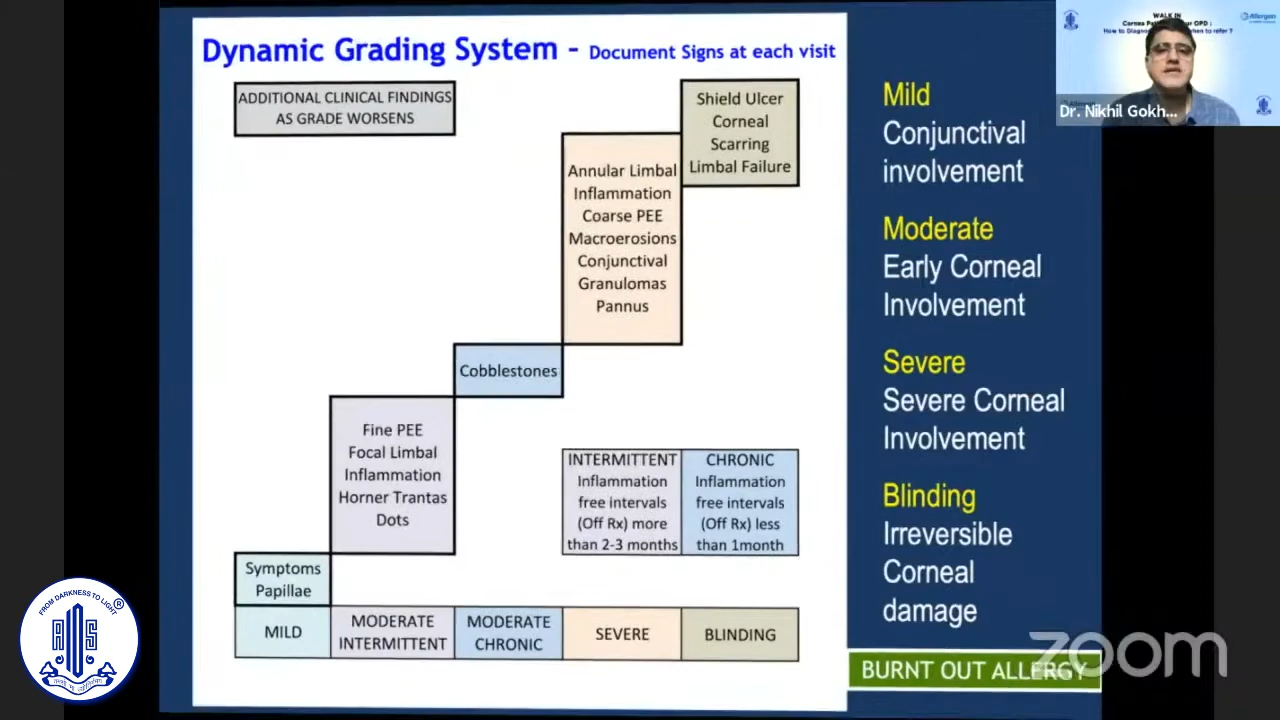 Dynamic Grading System - Document Signs at each visit
ADDITIONAL CLINICAL FINDINGS
AS GRADE WORSENS
Shield Ulcer
Corneal
Scarring
Limbal Failure
Annular Limbal
Inflammation
Coarse PEE
Macroerosions
Conjunctival
Granulomas
Pannus
Cobblestones
Fine PEE
Focal Limbal
Inflammation
Horner Trantas
Dots
INTERMITTENT
Inflammation
free intervals
(Off Rx) more
than 2-3 months
CHRONIC
Inflammation
free intervals
(Off Rx) less
than 1month
Symptoms
Papillae
MILD
MODERATE
INTERMITTENT
MODERATE
CHRONIC
SEVERE
BLINDING
Mild
Conjunctival
involvement
Moderate
Early Corneal
Involvement
Severe
Severe Corneal
Involvement
Blinding
Irreversible
Corneal
damage
BURNT OUT ALLERGY
WALK IN
Allergan
Dr. Nikhil Gokh...
FROM DARKNESS TO LIGHT
zoom